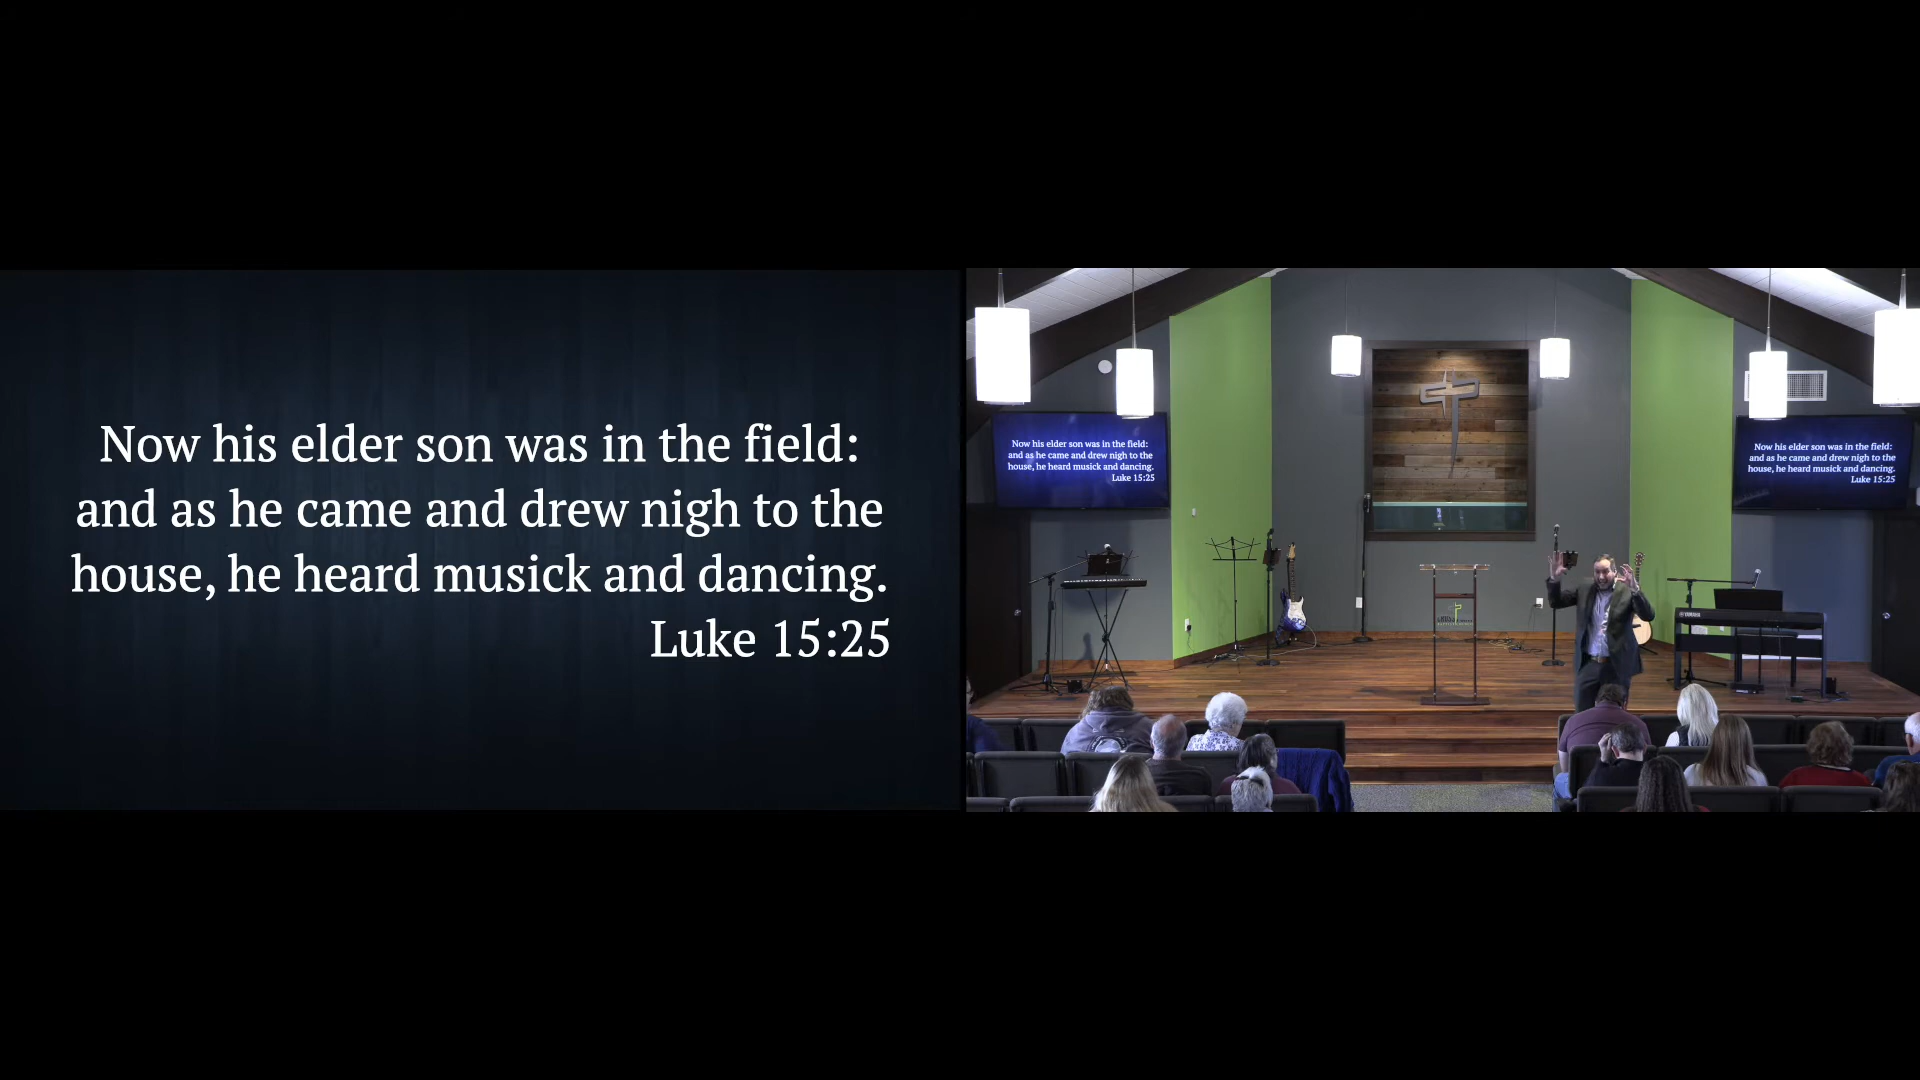 Now his elder son was in the field:
and as he came and drew nigh to the
house, he heard musick and dancing.
Luke 15:25
Now his elder son was in the field:
and as he came and drew nigh to the
house, he heard musick and dancing.
Luke 15:25
Now his elder son was in the field:
and as he came and drew nigh to the
house, he heard musick and dancing.
Luke 15:25
YAMAHA